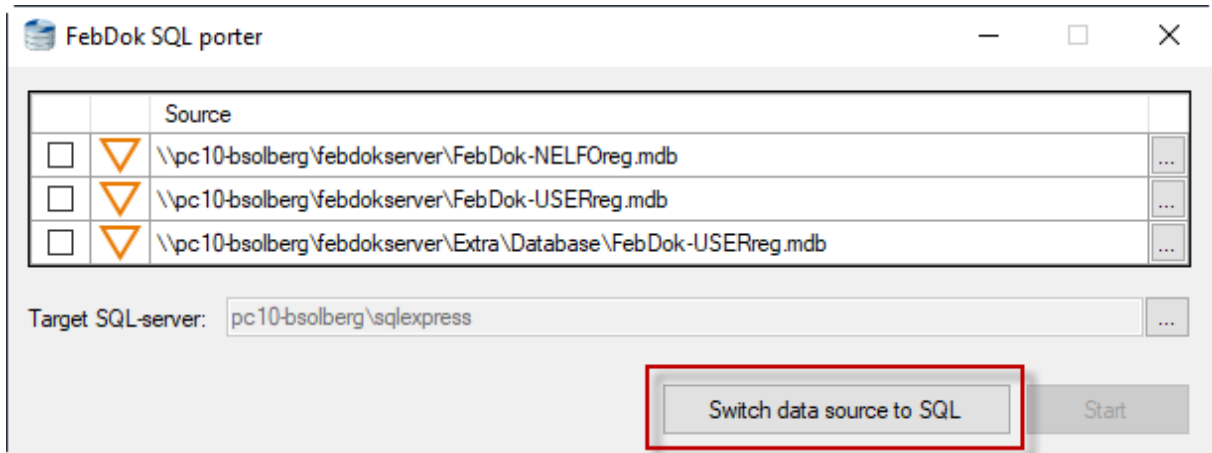 FebDok SQL porter
Source
\\pc10-bsolberg\febdokserver\FebDok-NELFOreg.mdb
...
\\pc10-bsolberg\febdokserver\FebDok-USERreg.mdb
...
\\pc10-bsolberg\febdokserver\Extra\Database\FebDok-USERreg.mdb
...
Target SQL-server: pc10-bsolberg\sqlexpress ...
Switch data source to SQL Start